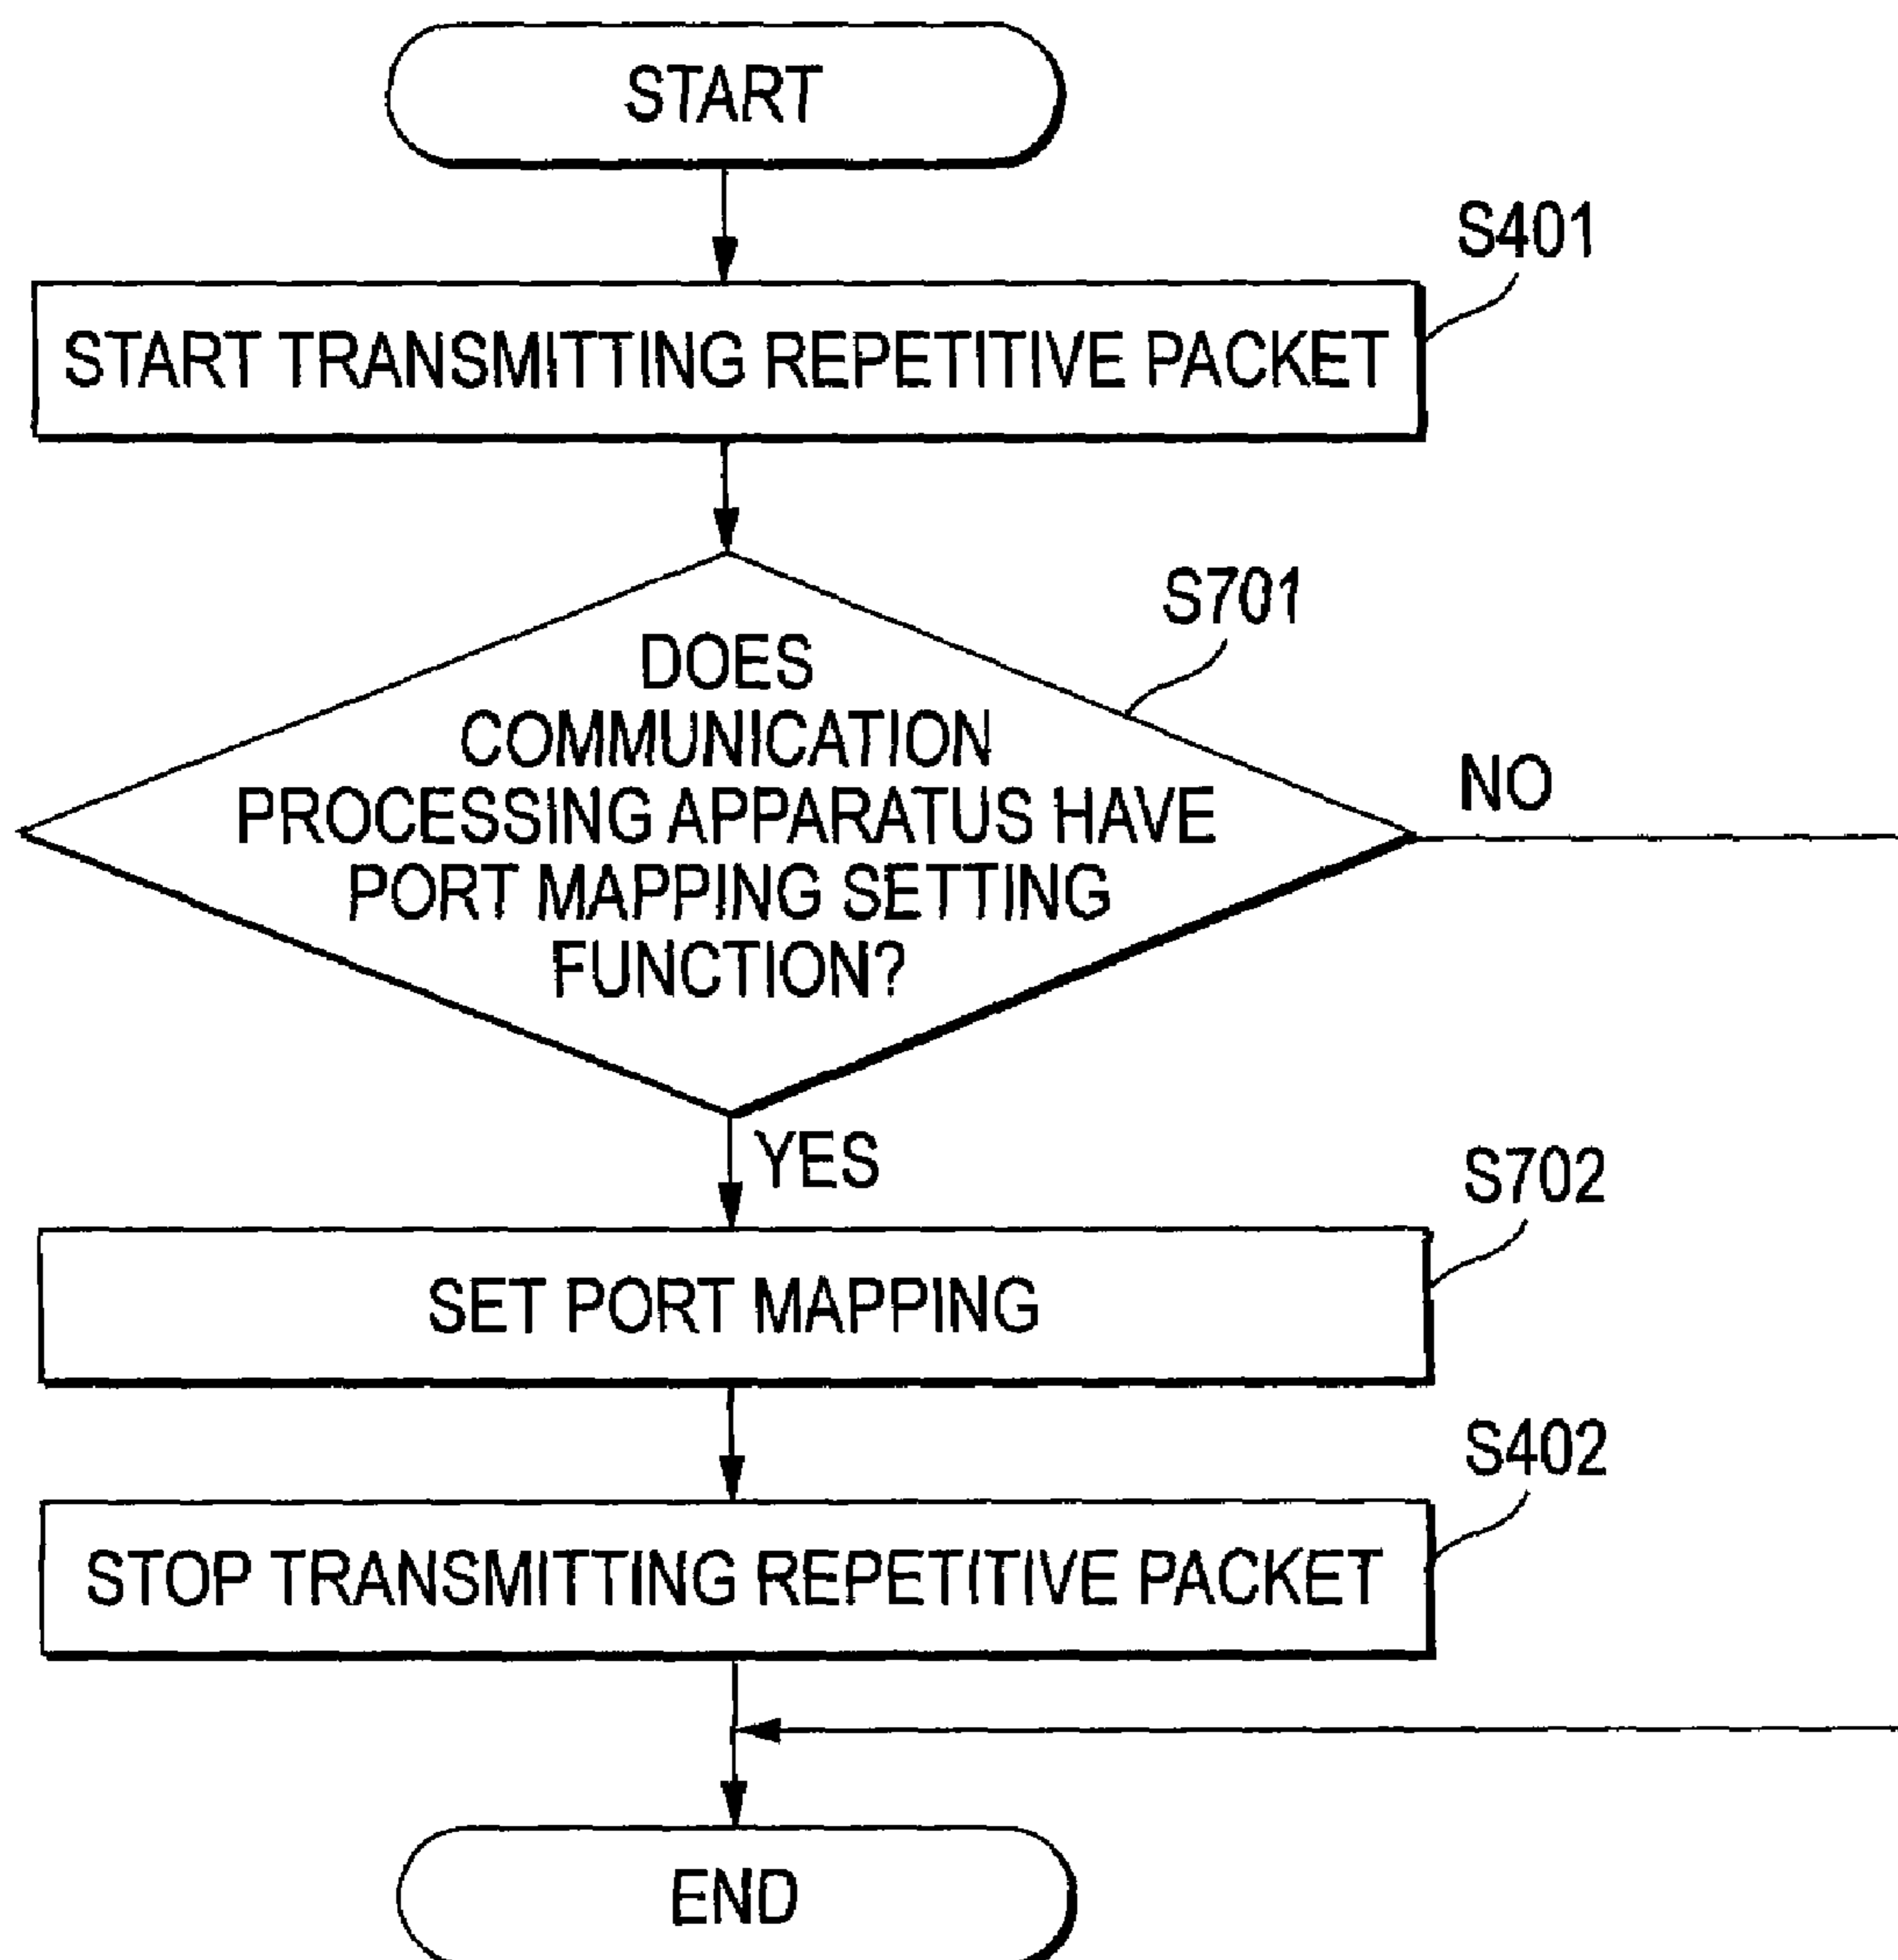 START
S401
START TRANSMITTING REPETITIVE PACKET
S701
DOES
COMMUNICATION
PROCESSING APPARATUS HAVE
PORT MAPPING SETTING
FUNCTION?
NO
YES
S702
SET PORT MAPPING
S402
STOP TRANSMITTING REPETITIVE PACKET
END